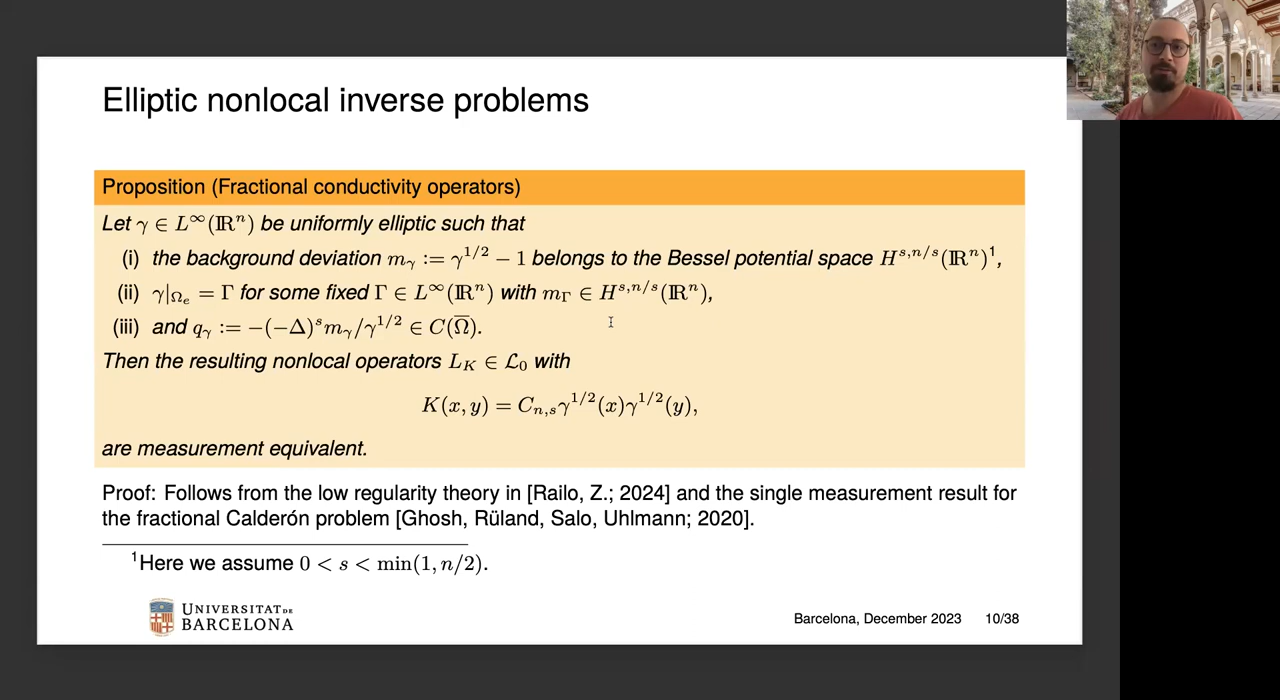 Elliptic nonlocal inverse problems
Proposition (Fractional conductivity operators)
Let γ ∈ L^∞(ℝ^n) be uniformly elliptic such that
(i) the background deviation m_γ := γ^{1/2} − 1 belongs to the Bessel potential space H^{s,n/s}(ℝ^n)^1,
(ii) γ|_{Ω_e} = Γ for some fixed Γ ∈ L^∞(ℝ^n) with m_Γ ∈ H^{s,n/s}(ℝ^n),
(iii) and q_γ := −(−Δ)^s m_γ/γ^{1/2} ∈ C(Ω̅).
Then the resulting nonlocal operators L_K ∈ 𝓛_0 with
K(x, y) = C_{n,s}γ^{1/2}(x)γ^{1/2}(y),
are measurement equivalent.
Proof: Follows from the low regularity theory in [Railo, Z.; 2024] and the single measurement result for
the fractional Calderón problem [Ghosh, Rüland, Salo, Uhlmann; 2020].
^1Here we assume 0 < s < min(1, n/2).
UNIVERSITAT DE
BARCELONA
Barcelona, December 2023 10/38